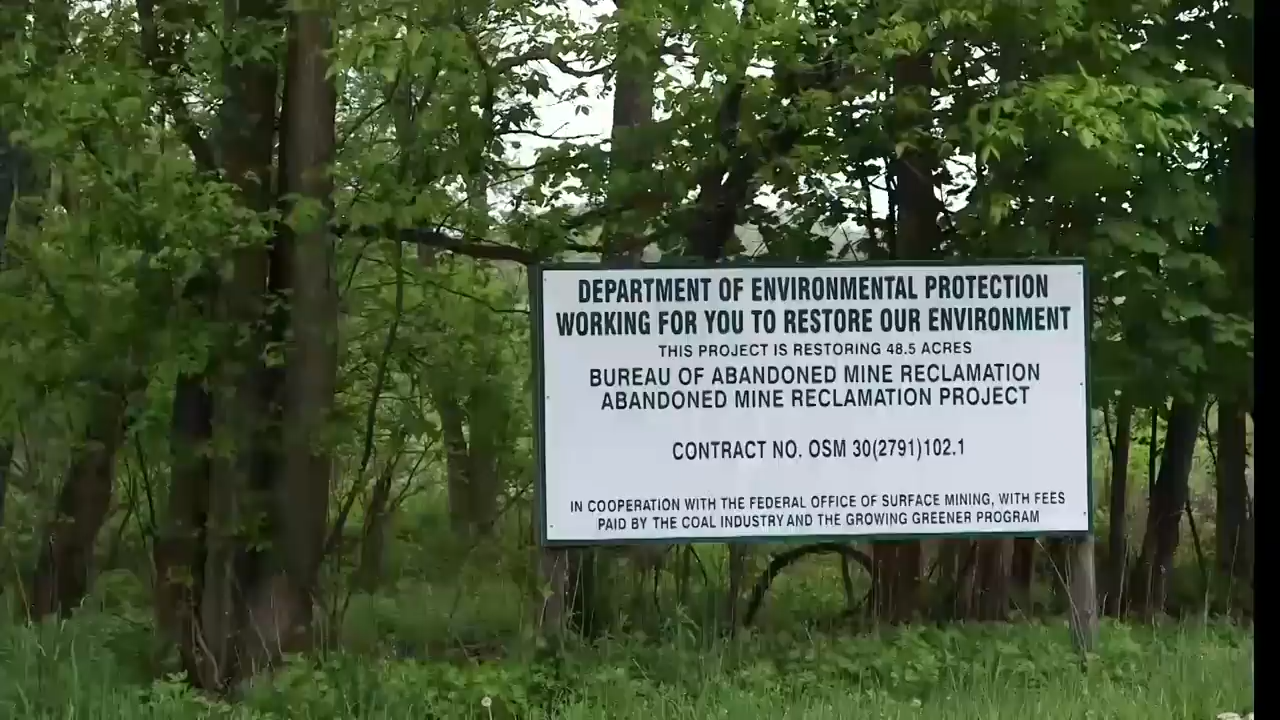 DEPARTMENT OF ENVIRONMENTAL PROTECTION
WORKING FOR YOU TO RESTORE OUR ENVIRONMENT
THIS PROJECT IS RESTORING 48.5 ACRES
BUREAU OF ABANDONED MINE RECLAMATION
ABANDONED MINE RECLAMATION PROJECT
CONTRACT NO. OSM 30(2791)102.1
IN COOPERATION WITH THE FEDERAL OFFICE OF SURFACE MINING, WITH FEES
PAID BY THE COAL INDUSTRY AND THE GROWING GREENER PROGRAM